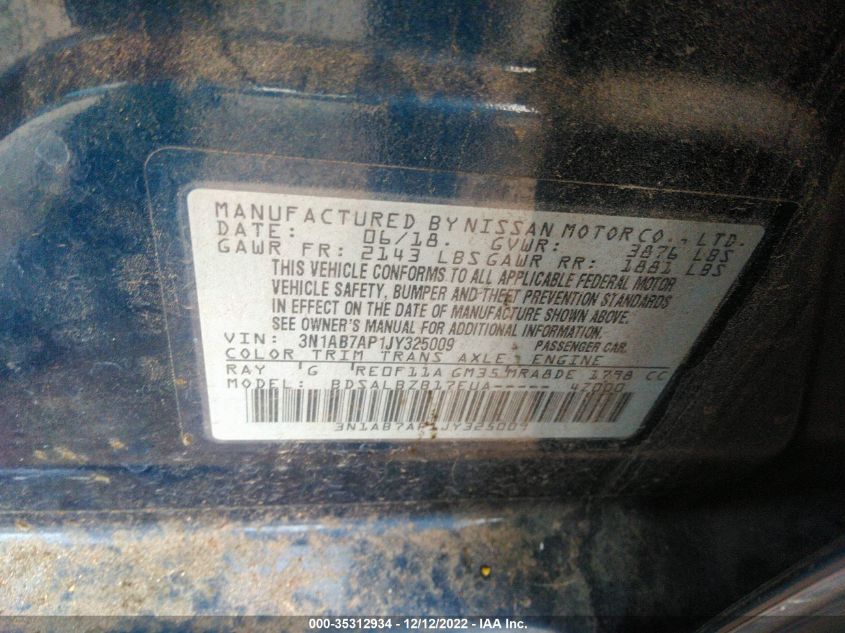 MANUFACTURED BY NISSAN MOTOR CO., LTD.
DATE: 06/18. GVWR: 3876 LBS
GAWR FR: 2143 LBS GAWR RR: 1881 LBS
THIS VEHICLE CONFORMS TO ALL APPLICABLE FEDERAL MOTOR
VEHICLE SAFETY, BUMPER AND THEFT PREVENTION STANDARDS
IN EFFECT ON THE DATE OF MANUFACTURE SHOWN ABOVE.
SEE OWNER'S MANUAL FOR ADDITIONAL INFORMATION.
VIN: 3N1AB7AP1JY325009 PASSENGER CAR.
COLOR TRIM TRANS AXLE ENGINE
RAY G RE0F11A GM35 MRA8DE 1798 CC
MODEL: BDSALBZB17EUA----- 47000
3N1AB7AP1JY325009
000-35312934 - 12/12/2022 - IAA Inc.